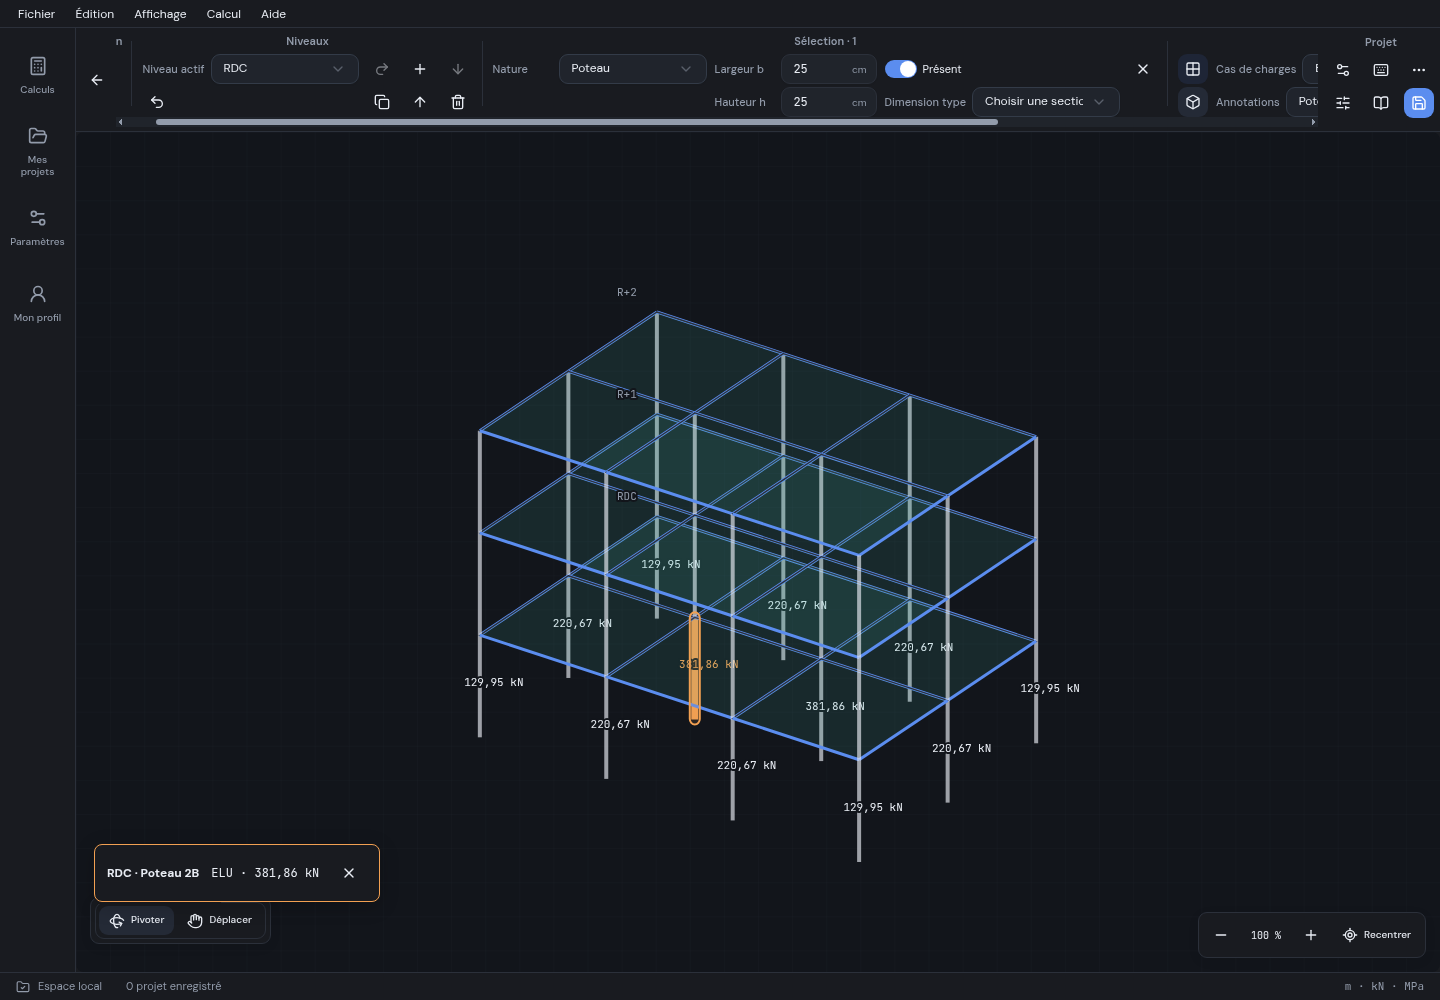 Fichier Édition Affichage Calcul Aide
n Niveaux Sélection · 1 Projet
Niveau actif RDC Nature Poteau Largeur b 25 cm Présent Cas de charges
Hauteur h 25 cm Dimension type Choisir une sectic Annotations Pot
Calculs
Mes
projets
Paramètres
Mon profil
R+2
R+1
RDC
129,95 kN
220,67 kN
220,67 kN
220,67 kN
381,86 kN
129,95 kN
129,95 kN
381,86 kN
220,67 kN
220,67 kN
220,67 kN
129,95 kN
RDC · Poteau 2B ELU · 381,86 kN
Pivoter Déplacer
100 % Recentrer
Espace local 0 projet enregistré m · kN · MPa